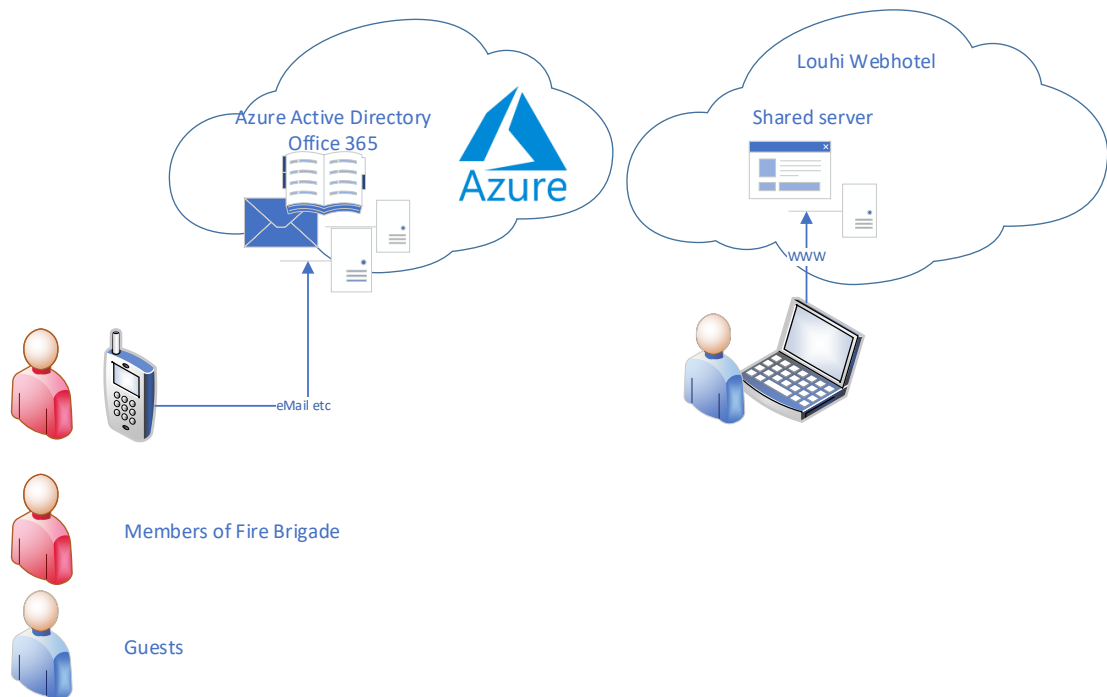 Azure Active Directory
Office 365
Azure
Louhi Webhotel
Shared server
www
eMail etc
Members of Fire Brigade
Guests